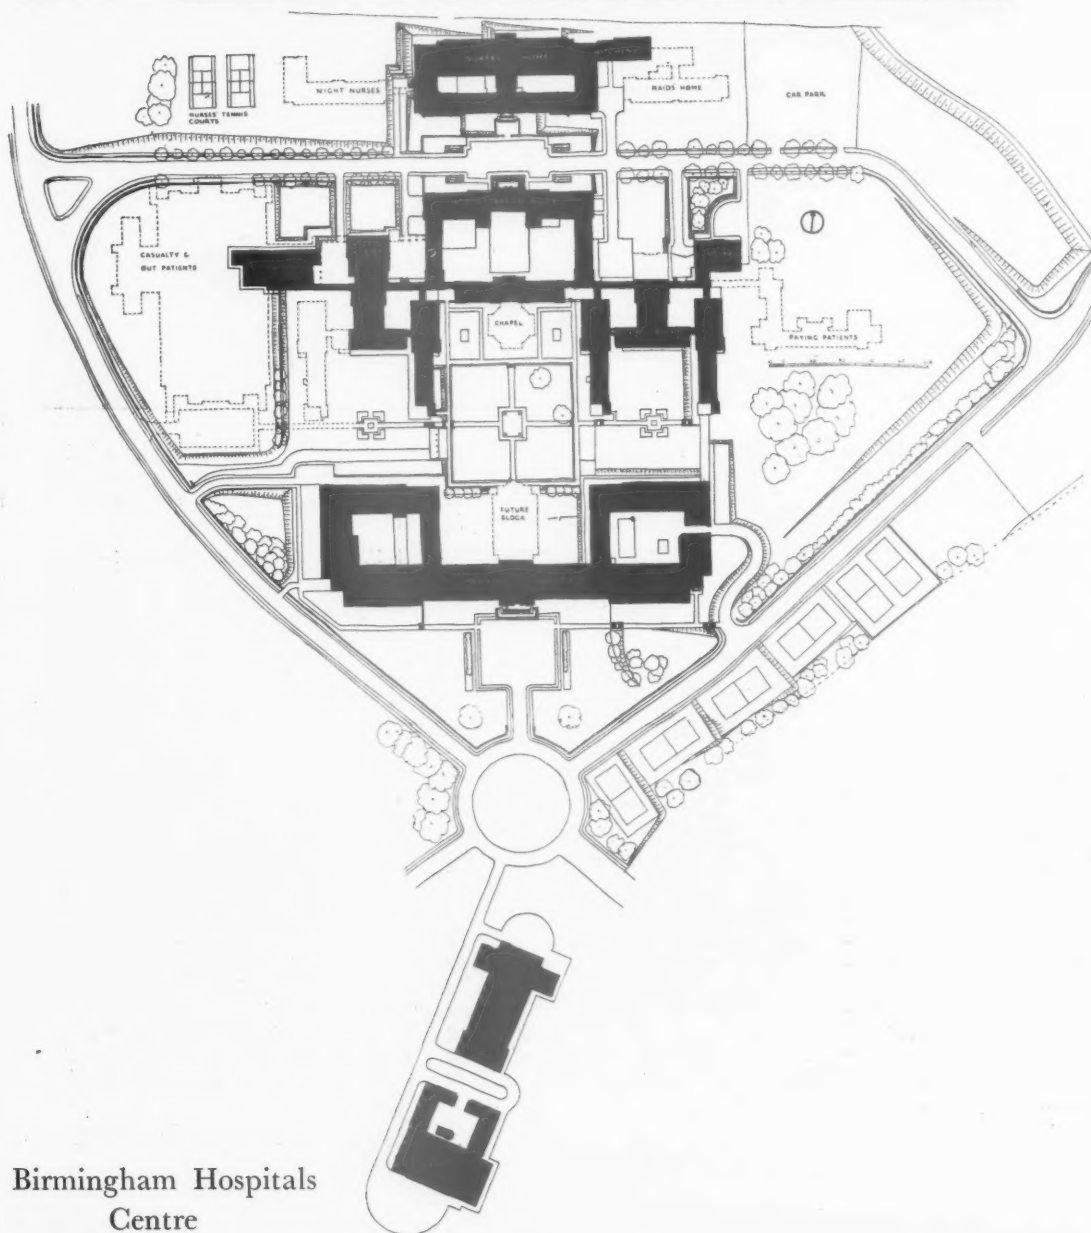 NURSES HOME
KITCHENS
NIGHT NURSES
MAIDS HOME
CAR PARK
NURSES' TENNIS
COURTS
CASUALTY &
OUT PATIENTS
CHAPEL
PAYING PATIENTS
FUTURE
BLOCK
Birmingham Hospitals
Centre